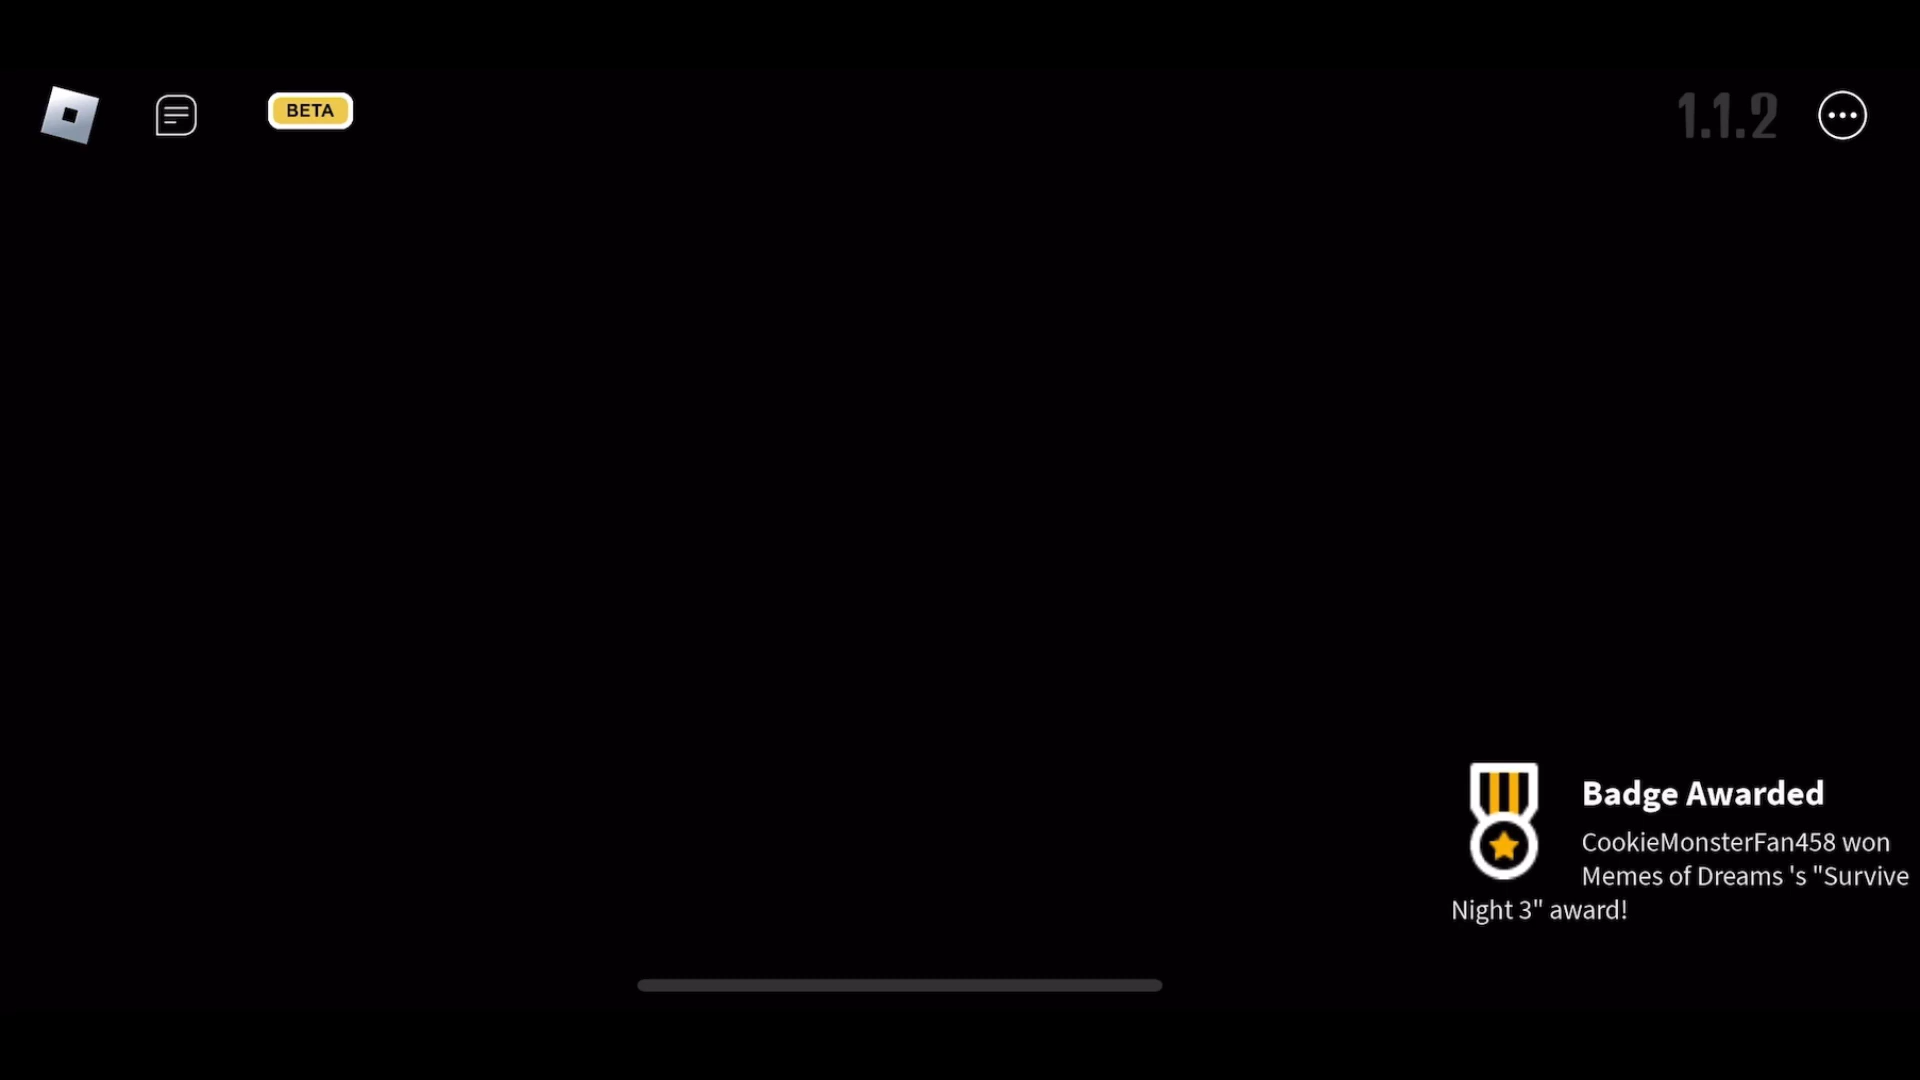 BETA
1.1.2
Badge Awarded
CookieMonsterFan458 won
Memes of Dreams 's "Survive
Night 3" award!